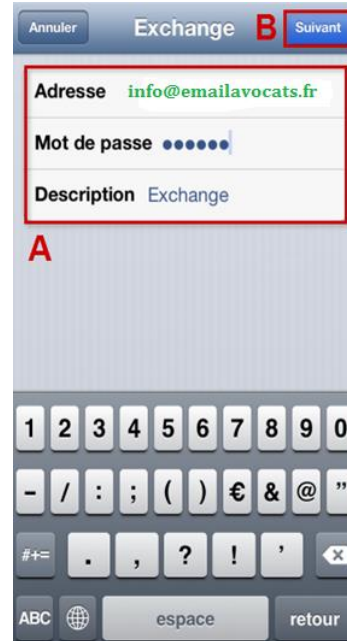 Annuler Exchange B Suivant
Adresse info@emailavocats.fr
Mot de passe ••••••
Description Exchange
A
1 2 3 4 5 6 7 8 9 0
- / : ; ( ) € & @ "
#+= . , ? ! ’
ABC espace retour